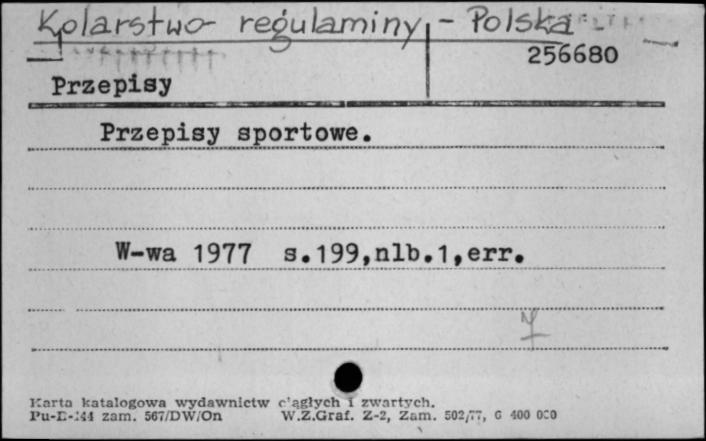 Kolarstwo - regulaminy - Polska
256680
Przepisy
Przepisy sportowe.
W-wa 1977 s.199,nlb.1,err.
Karta katalogowa wydawnictw ciągłych i zwartych.
Pu-D-144 zam. 567/DW/On W.Z.Graf. Z-2, Zam. 502/77, G 400 000